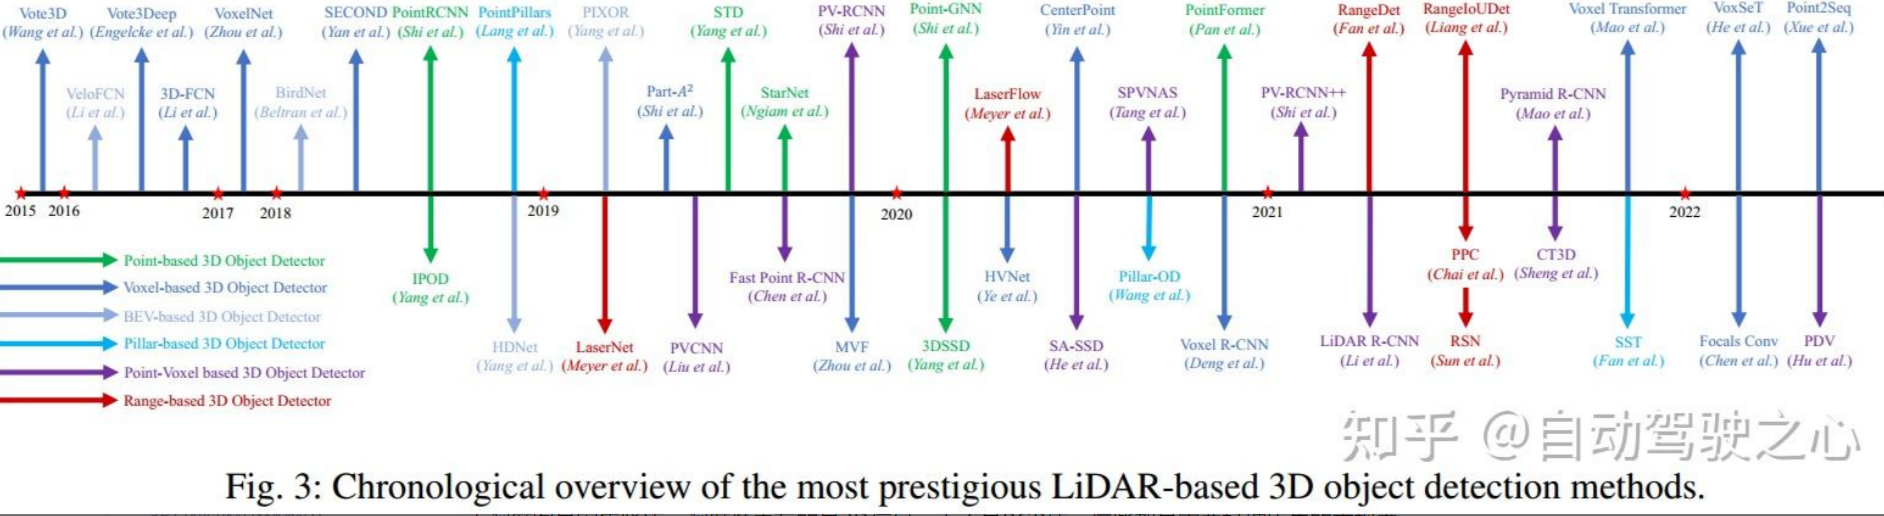 Vote3D Vote3Deep VoxelNet SECOND PointRCNN PointPillars PIXOR STD PV-RCNN Point-GNN CenterPoint PointFormer RangeDet RangeIoUDet Voxel Transformer VoxSeT Point2Seq
(Wang et al.) (Engelcke et al.) (Zhou et al.) (Yan et al.) (Shi et al.) (Lang et al.) (Yang et al.) (Yang et al.) (Shi et al.) (Shi et al.) (Yin et al.) (Pan et al.) (Fan et al.) (Liang et al.) (Mao et al.) (He et al.) (Xue et al.)
VeloFCN 3D-FCN BirdNet Part-A² StarNet LaserFlow SPVNAS PV-RCNN++ Pyramid R-CNN
(Li et al.) (Li et al.) (Beltran et al.) (Shi et al.) (Ngiam et al.) (Meyer et al.) (Tang et al.) (Shi et al.) (Mao et al.)
2015 2016 2017 2018 2019 2020 2021 2022
Point-based 3D Object Detector
Voxel-based 3D Object Detector
BEV-based 3D Object Detector
Pillar-based 3D Object Detector
Point-Voxel based 3D Object Detector
Range-based 3D Object Detector
IPOD Fast Point R-CNN HVNet Pillar-OD PPC CT3D
(Yang et al.) (Chen et al.) (Ye et al.) (Wang et al.) (Chai et al.) (Sheng et al.)
HDNet LaserNet PVCNN MVF 3DSSD SA-SSD Voxel R-CNN LiDAR R-CNN RSN SST Focals Conv PDV
(Yang et al.) (Meyer et al.) (Liu et al.) (Zhou et al.) (Yang et al.) (He et al.) (Deng et al.) (Li et al.) (Sun et al.) (Fan et al.) (Chen et al.) (Hu et al.)
知乎 @自动驾驶之心
Fig. 3: Chronological overview of the most prestigious LiDAR-based 3D object detection methods.